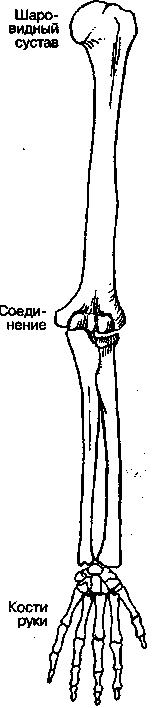 Шаро-
видный
сустав
Соеди-
нение
Кости
руки